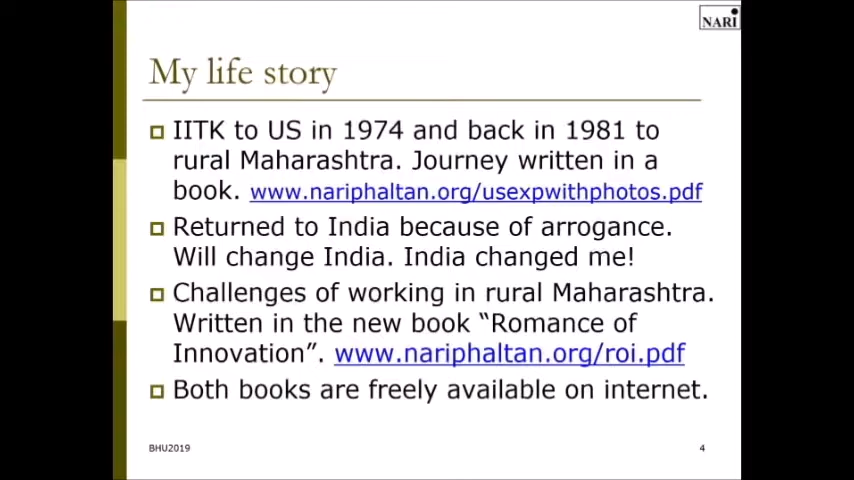 NARI
My life story
IITK to US in 1974 and back in 1981 to
rural Maharashtra. Journey written in a
book. www.nariphaltan.org/usexpwithphotos.pdf
Returned to India because of arrogance.
Will change India. India changed me!
Challenges of working in rural Maharashtra.
Written in the new book “Romance of
Innovation”. www.nariphaltan.org/roi.pdf
Both books are freely available on internet.
BHU2019
4